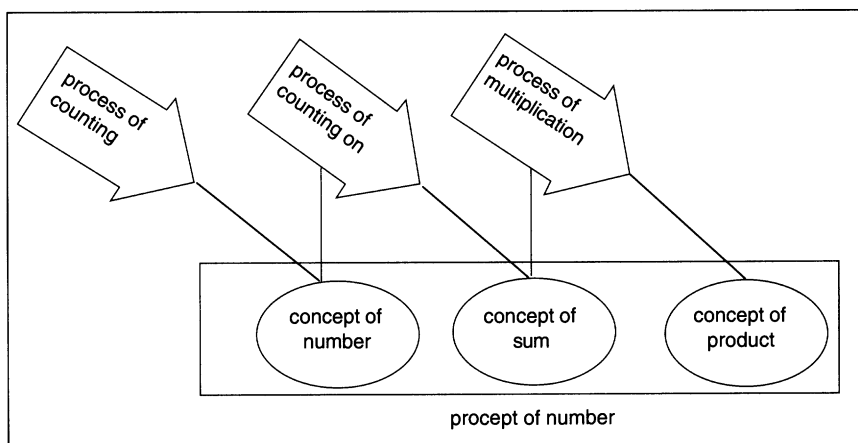 process of
counting
process of
counting on
process of
multiplication
concept of
number
concept of
sum
concept of
product
procept of number